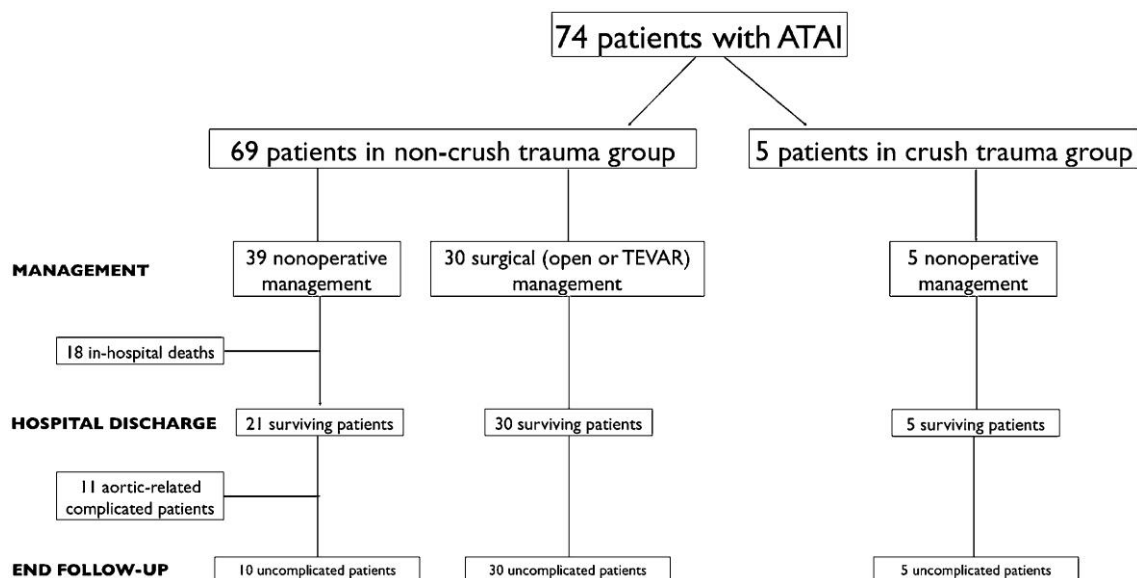 74 patients with ATAI
69 patients in non-crush trauma group
5 patients in crush trauma group
MANAGEMENT
39 nonoperative
management
30 surgical (open or TEVAR)
management
5 nonoperative
management
18 in-hospital deaths
HOSPITAL DISCHARGE
21 surviving patients
30 surviving patients
5 surviving patients
11 aortic-related
complicated patients
END FOLLOW-UP
10 uncomplicated patients
30 uncomplicated patients
5 uncomplicated patients